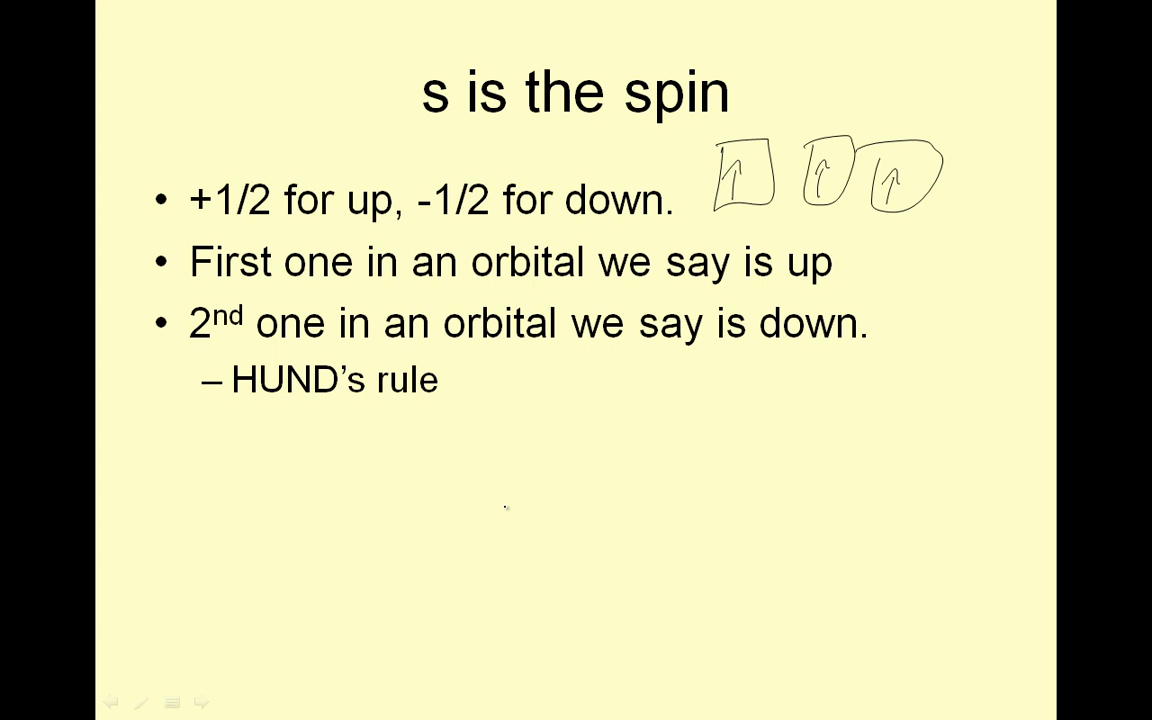 s is the spin
• +1/2 for up, -1/2 for down.
• First one in an orbital we say is up
• 2nd one in an orbital we say is down.
– HUND’s rule